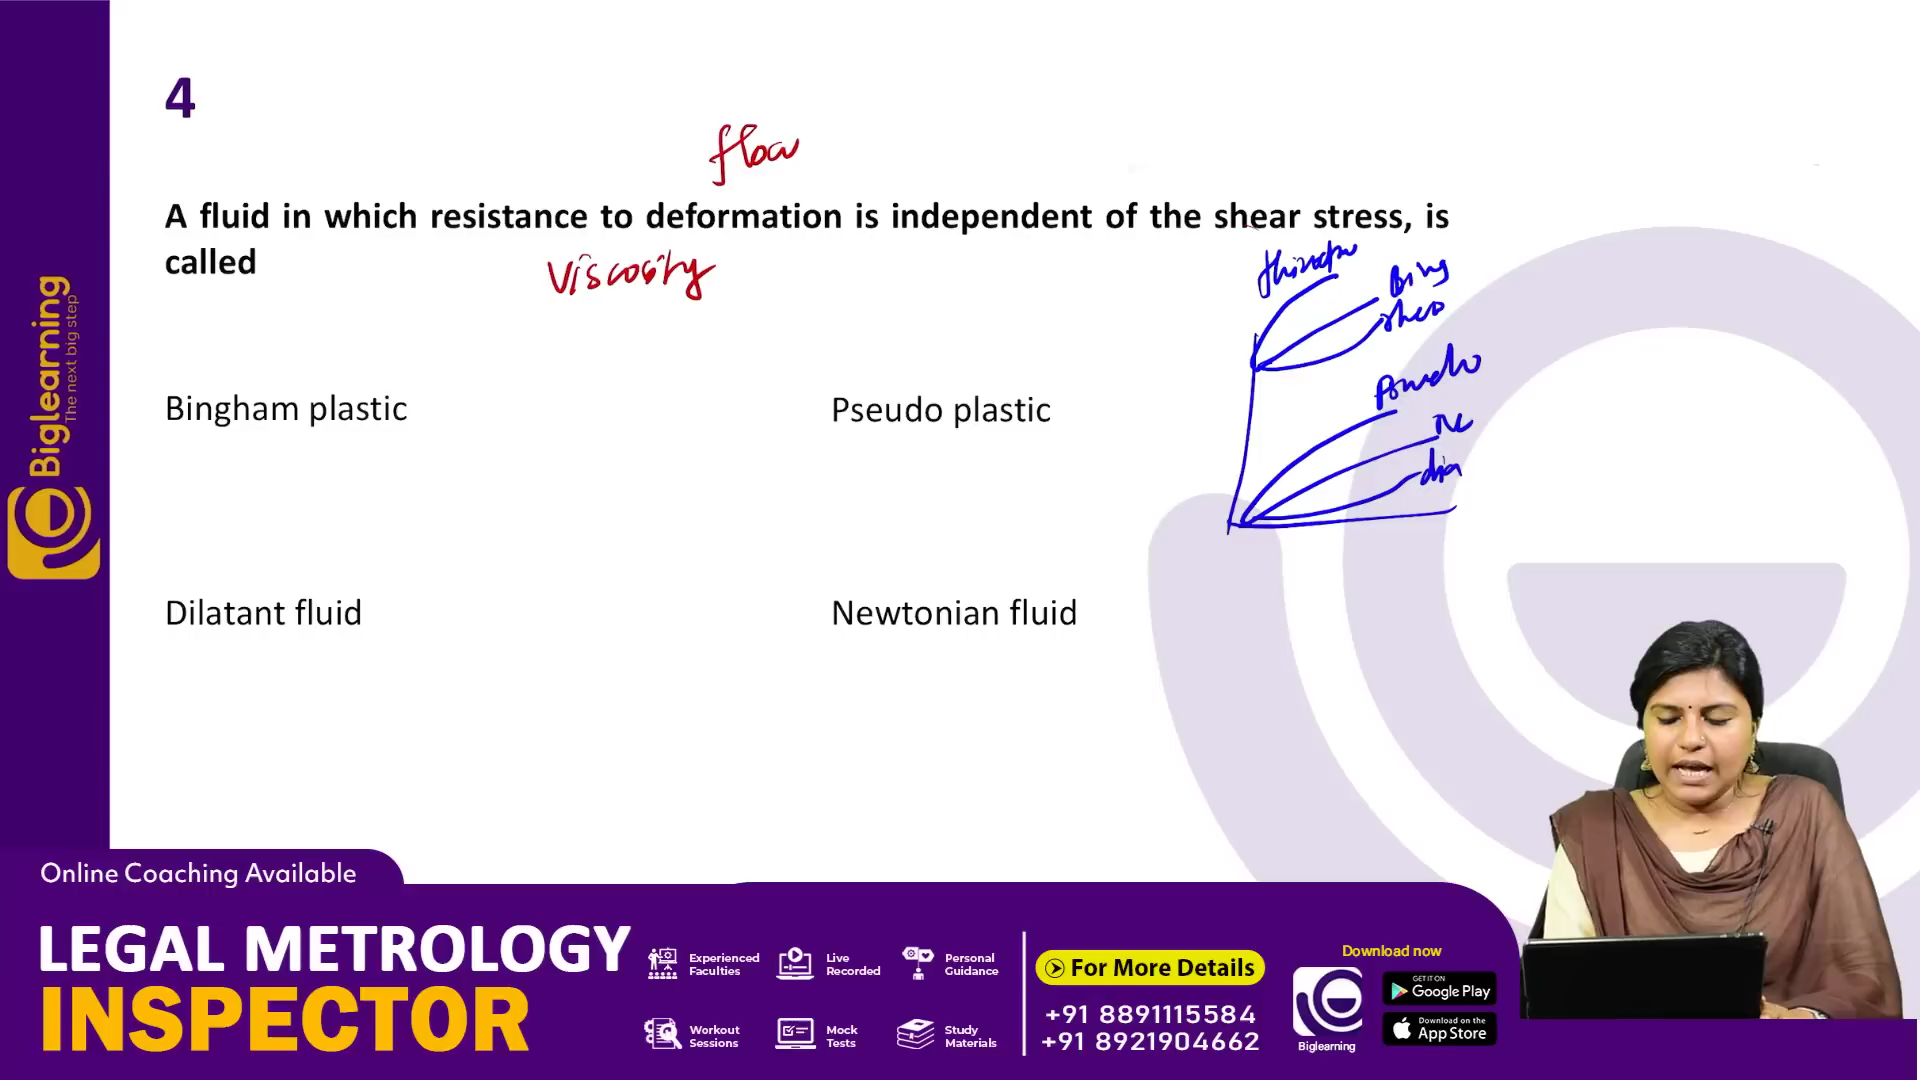 4
flow
A fluid in which resistance to deformation is independent of the shear stress, is
called
viscosity
Bing
Pseudo
dia
Bingham plastic
Pseudo plastic
Dilatant fluid
Newtonian fluid
Biglearning
The next big step
Online Coaching Available
LEGAL METROLOGY
INSPECTOR
Experienced
Faculties
Live
Recorded
Personal
Guidance
Workout
Sessions
Mock
Tests
Study
Materials
For More Details
+91 8891115584
+91 8921904662
Download now
Biglearning
GET IT ON
Google Play
Download on the
App Store